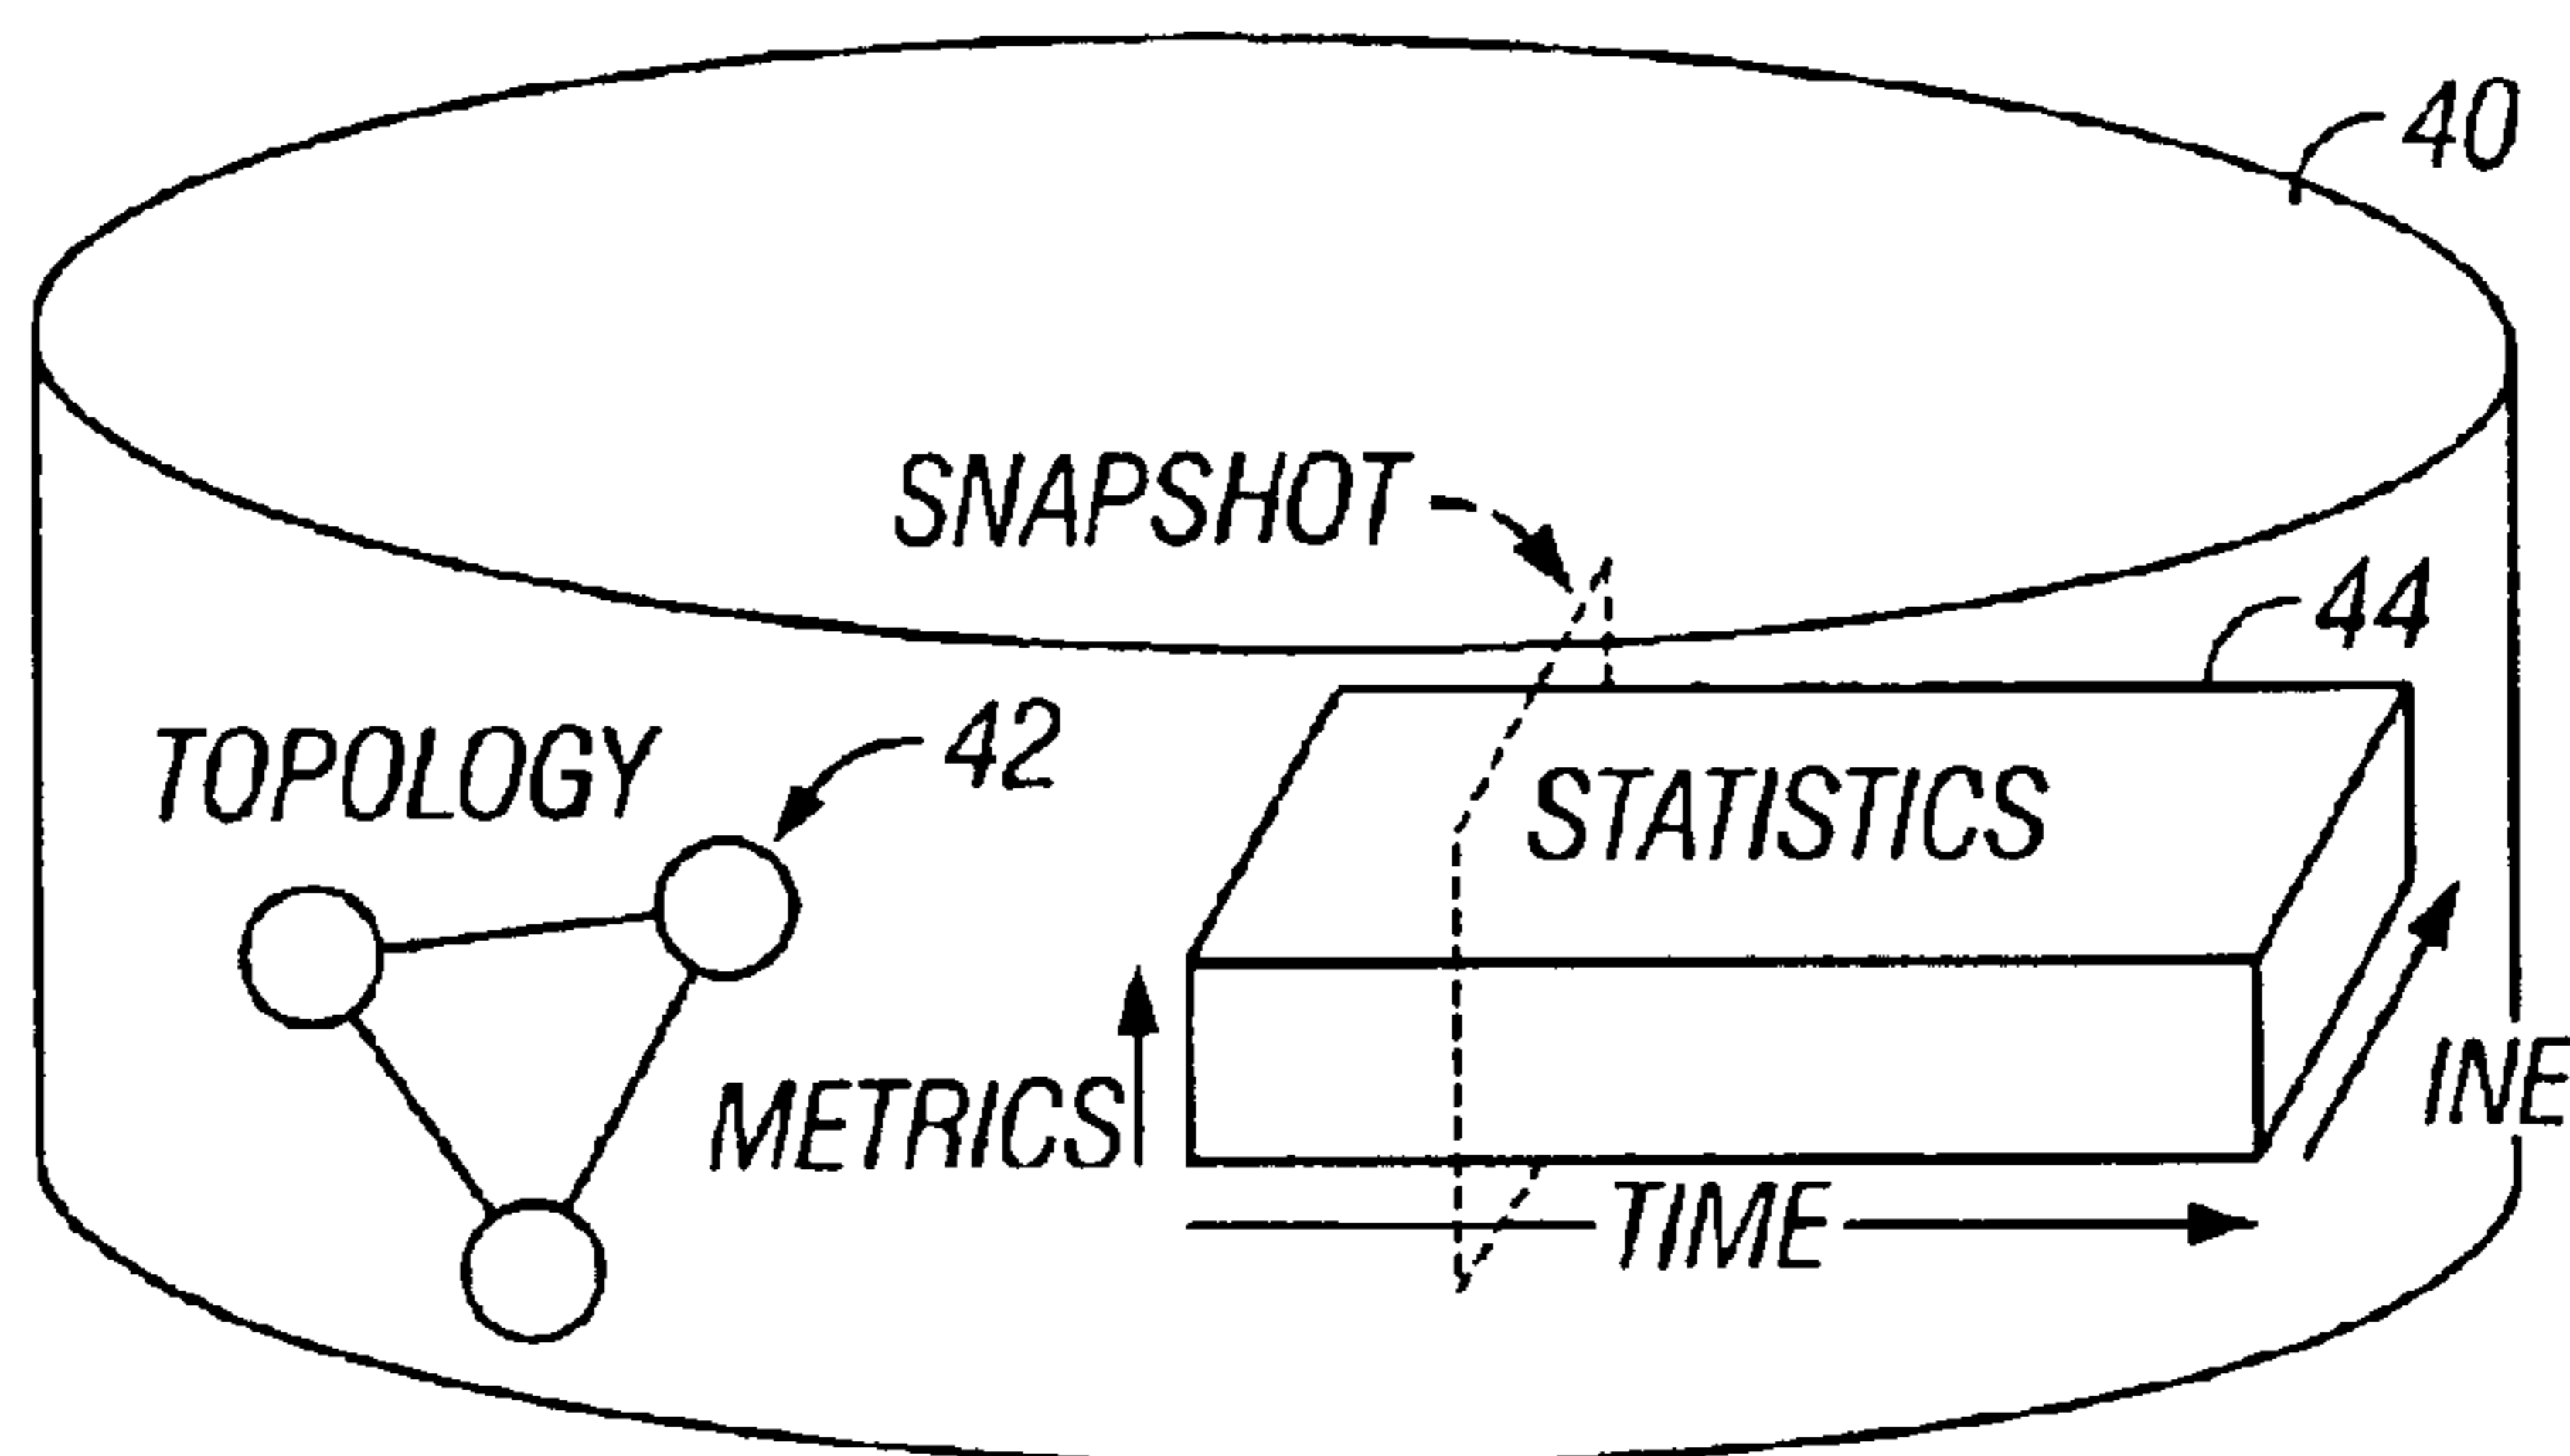 40
SNAPSHOT
44
TOPOLOGY
42
STATISTICS
METRICS
INE
TIME